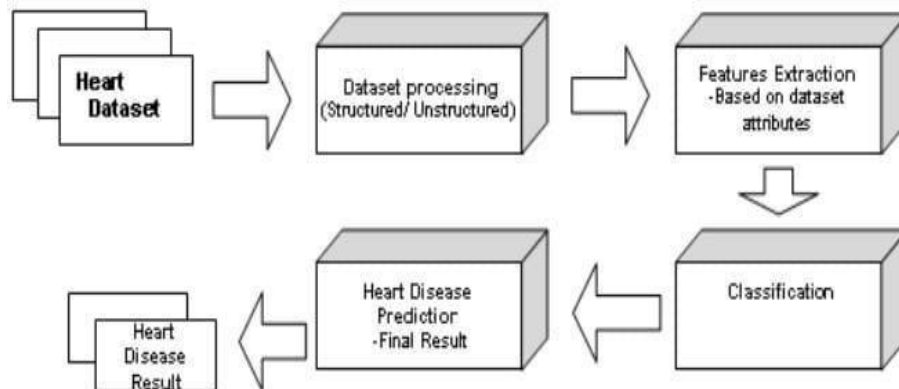 Heart
Dataset
Dataset processing
(Structured/ Unstructured)
Features Extraction
-Based on dataset
attributes
Classification
Heart Disease
Prediction
-Final Result
Heart
Disease
Result